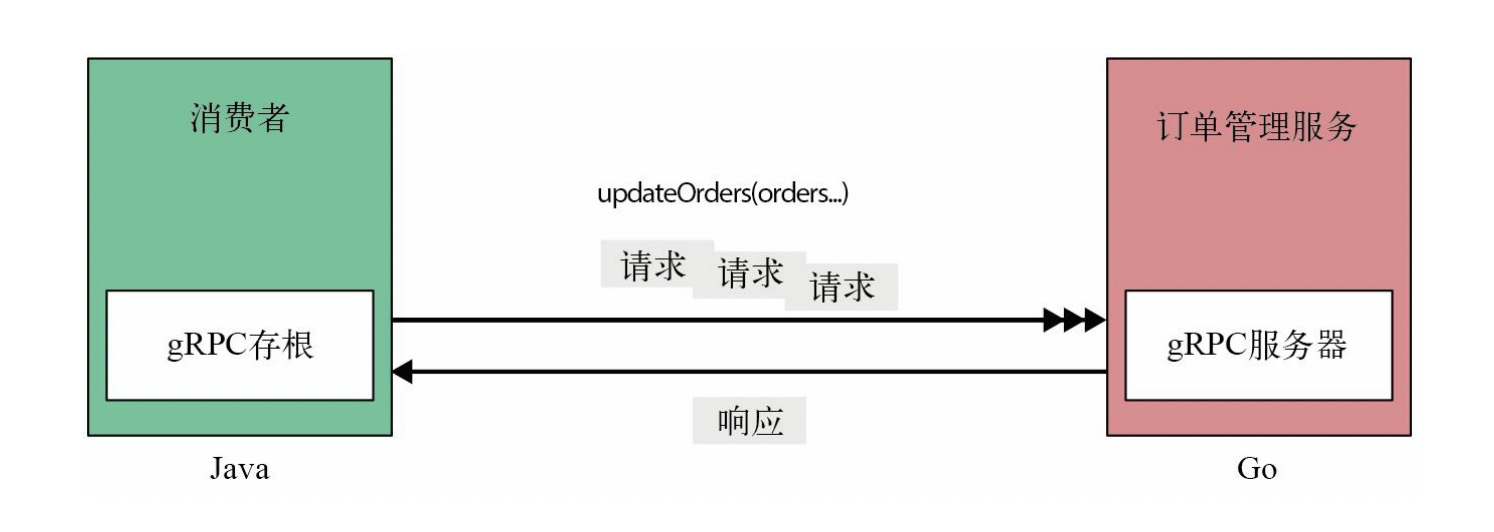 消费者
订单管理服务
updateOrders(orders...)
请求
请求
请求
gRPC存根
gRPC服务器
响应
Java
Go